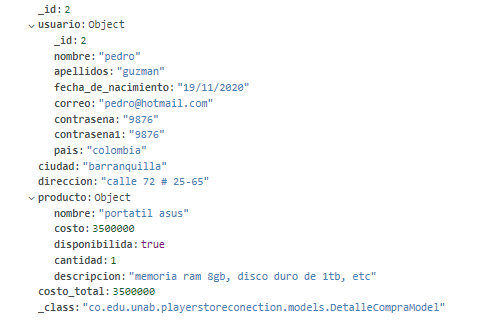 _id:2
usuario:Object
_id:2
nombre:"pedro"
apellidos:"guzman"
fecha_de_nacimiento:"19/11/2020"
correo:"pedro@hotmail.com"
contrasena:"9876"
contrasena1:"9876"
pais:"colombia"
ciudad:"barranquilla"
direccion:"calle 72 # 25-65"
producto:Object
nombre:"portatil asus"
costo:3500000
disponibilida:true
cantidad:1
descripcion:"memoria ram 8gb, disco duro de 1tb, etc"
costo_total:3500000
_class:"co.edu.unab.playerstoreconection.models.DetalleCompraModel"